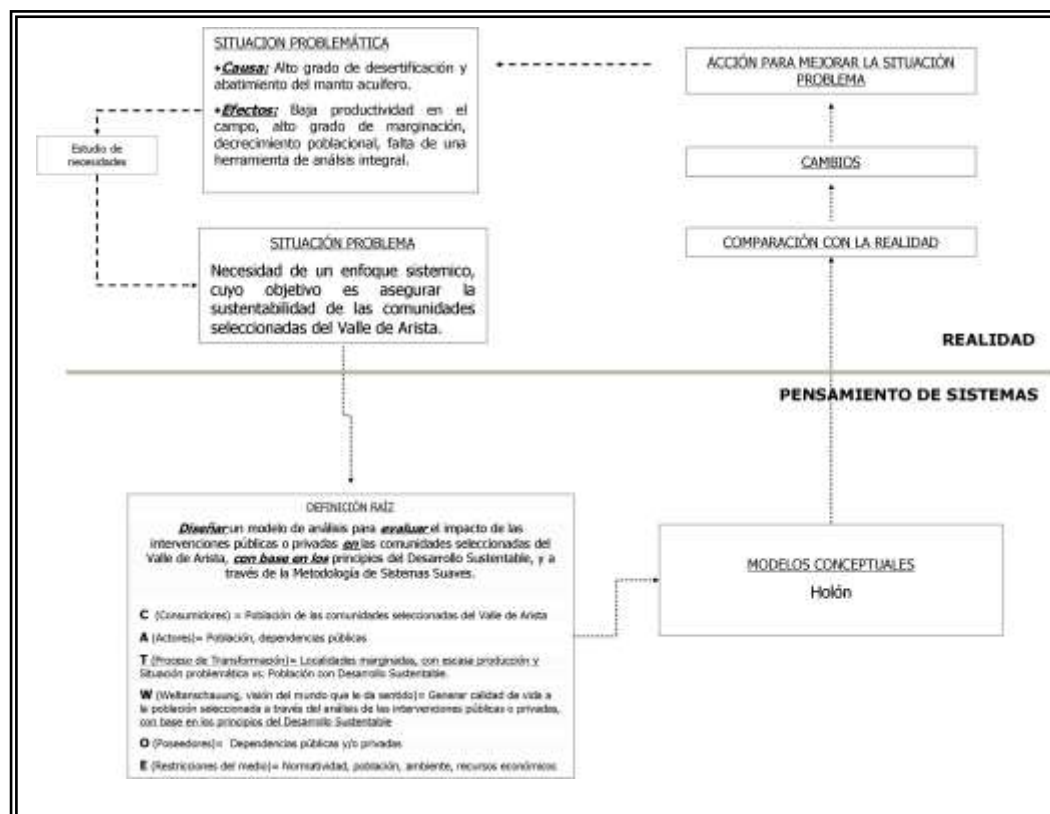 SITUACION PROBLEMÁTICA
•Causa: Alto grado de desertificación y
abatimiento del manto acuífero.
•Efectos: Baja productividad en el
campo, alto grado de marginación,
decrecimiento poblacional, falta de una
herramienta de análsis integral.
Estudio de
necesidades
SITUACIÓN PROBLEMA
Necesidad de un enfoque sistemico,
cuyo objetivo es asegurar la
sustentabilidad de las comunidades
seleccionadas del Valle de Arista.
ACCIÓN PARA MEJORAR LA SITUACIÓN
PROBLEMA
CAMBIOS
COMPARACIÓN CON LA REALIDAD
REALIDAD
PENSAMIENTO DE SISTEMAS
DEFINICIÓN RAÍZ
Diseñar un modelo de análisis para evaluar el impacto de las
intervenciones públicas o privadas en las comunidades seleccionadas del
Valle de Arista, con base en los principios del Desarrollo Sustentable, y a
través de la Metodología de Sistemas Suaves.
C (Consumidores) = Población de las comunidades seleccionadas del Valle de Arista
A (Actores)= Población, dependencias públicas
T (Proceso de Transformación)= Localidades marginadas, con escasa producción y
Situación problemática vs. Población con Desarrollo Sustentable.
W (Weltanschauung, visión del mundo que le da sentido)= Generar calidad de vida a
la población seleccionada a través del análisis de las intervenciones públicas o privadas,
con base en los principios del Desarrollo Sustentable
O (Poseedores)= Dependencias públicas y/o privadas
E (Restricciones del medio)= Normatividad, población, ambiente, recursos económicos
MODELOS CONCEPTUALES
Holón